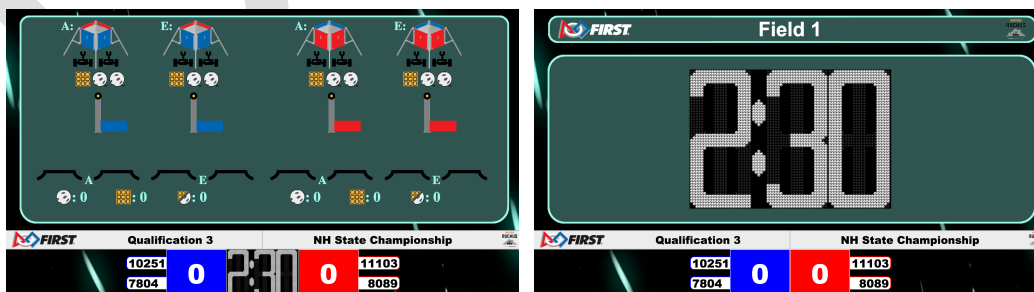 A:
E:
A:
E:
A
E
A
E
: 0
: 0
: 0
: 0
: 0
: 0
FIRST
Qualification 3
NH State Championship
10251
7804
0
2:30
0
11103
8089
FIRST
Field 1
2:30
FIRST
Qualification 3
NH State Championship
10251
7804
0
0
11103
8089